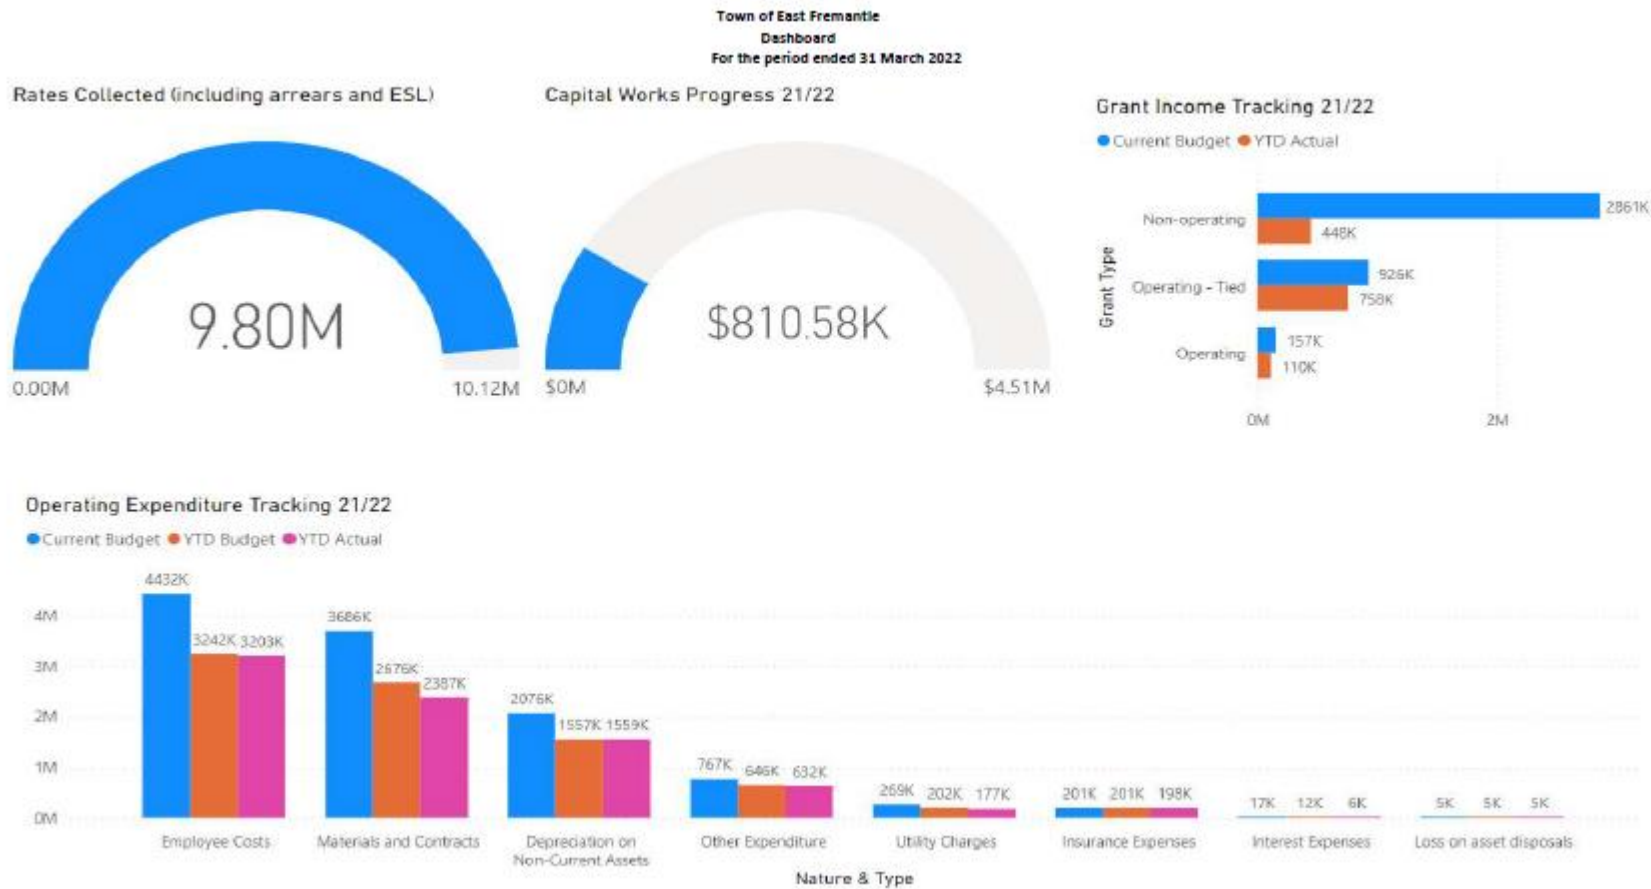 Town of East Fremantle
Dashboard
For the period ended 31 March 2022
Rates Collected (including arrears and ESL)
9.80M
0.00M
10.12M
Capital Works Progress 21/22
$810.58K
$0M
$4.51M
Grant Income Tracking 21/22
Current Budget YTD Actual
Grant Type
Non-operating
2861K
448K
Operating - Tied
926K
758K
Operating
157K
110K
0M 2M
Operating Expenditure Tracking 21/22
Current Budget YTD Budget YTD Actual
4M
3M
2M
1M
0M
4432K 3242K 3203K
3686K 2676K 2387K
2076K 1557K 1559K
767K 646K 632K
269K 202K 177K
201K 201K 198K
17K 12K 6K
5K 5K 5K
Employee Costs
Materials and Contracts
Depreciation on
Non-Current Assets
Other Expenditure
Utility Charges
Insurance Expenses
Interest Expenses
Loss on asset disposals
Nature & Type